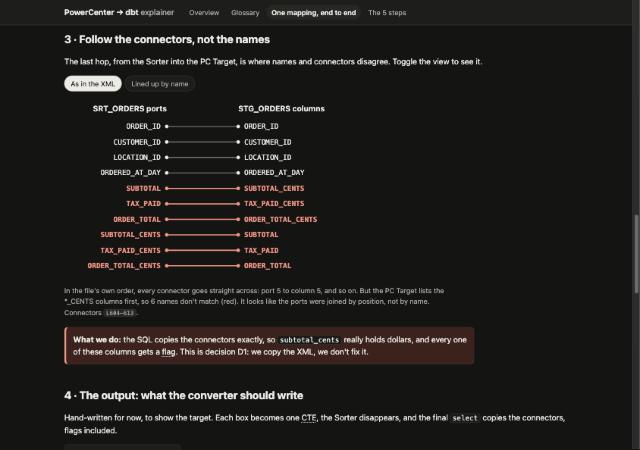 PowerCenter → dbt explainer Overview Glossary One mapping, end to end The 5 steps
3 · Follow the connectors, not the names
The last hop, from the Sorter into the PC Target, is where names and connectors disagree. Toggle the view to see it.
As in the XML Lined up by name
SRT_ORDERS ports STG_ORDERS columns
ORDER_ID ORDER_ID
CUSTOMER_ID CUSTOMER_ID
LOCATION_ID LOCATION_ID
ORDERED_AT_DAY ORDERED_AT_DAY
SUBTOTAL SUBTOTAL_CENTS
TAX_PAID TAX_PAID_CENTS
ORDER_TOTAL ORDER_TOTAL_CENTS
SUBTOTAL_CENTS SUBTOTAL
TAX_PAID_CENTS TAX_PAID
ORDER_TOTAL_CENTS ORDER_TOTAL
In the file's own order, every connector goes straight across: port 5 to column 5, and so on. But the PC Target lists the
*_CENTS columns first, so 6 names don't match (red). It looks like the ports were joined by position, not by name.
Connectors L604–613 .
What we do: the SQL copies the connectors exactly, so subtotal_cents really holds dollars, and every one
of these columns gets a flag. This is decision D1: we copy the XML, we don't fix it.
4 · The output: what the converter should write
Hand-written for now, to show the target. Each box becomes one CTE, the Sorter disappears, and the final select copies the connectors,
flags included.